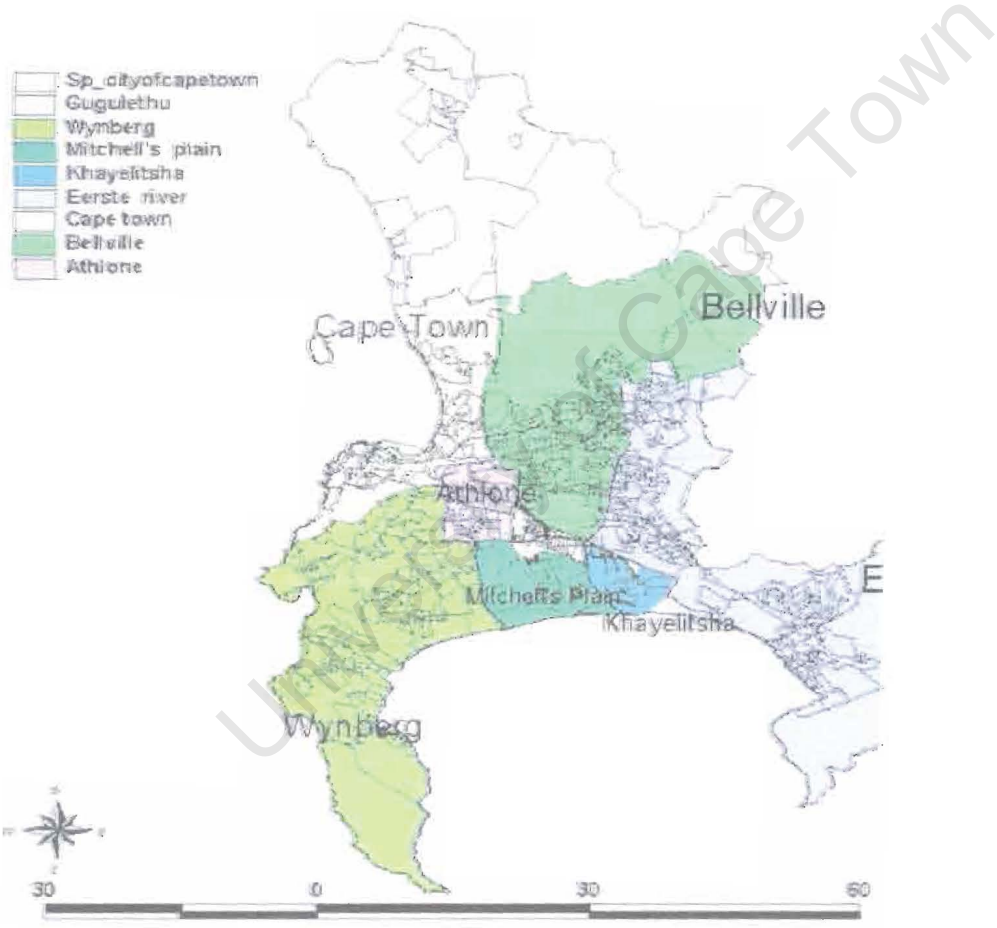 Sp_cityofcapetown
Gugulethu
Wynberg
Mitchell's plain
Khayelitsha
Eerste river
Cape town
Bellville
Athlone
Bellville
Cape Town
Athlone
E
Mitchells Plain
Khayelitsha
Wynberg
30 0 30 60
University of Cape Town